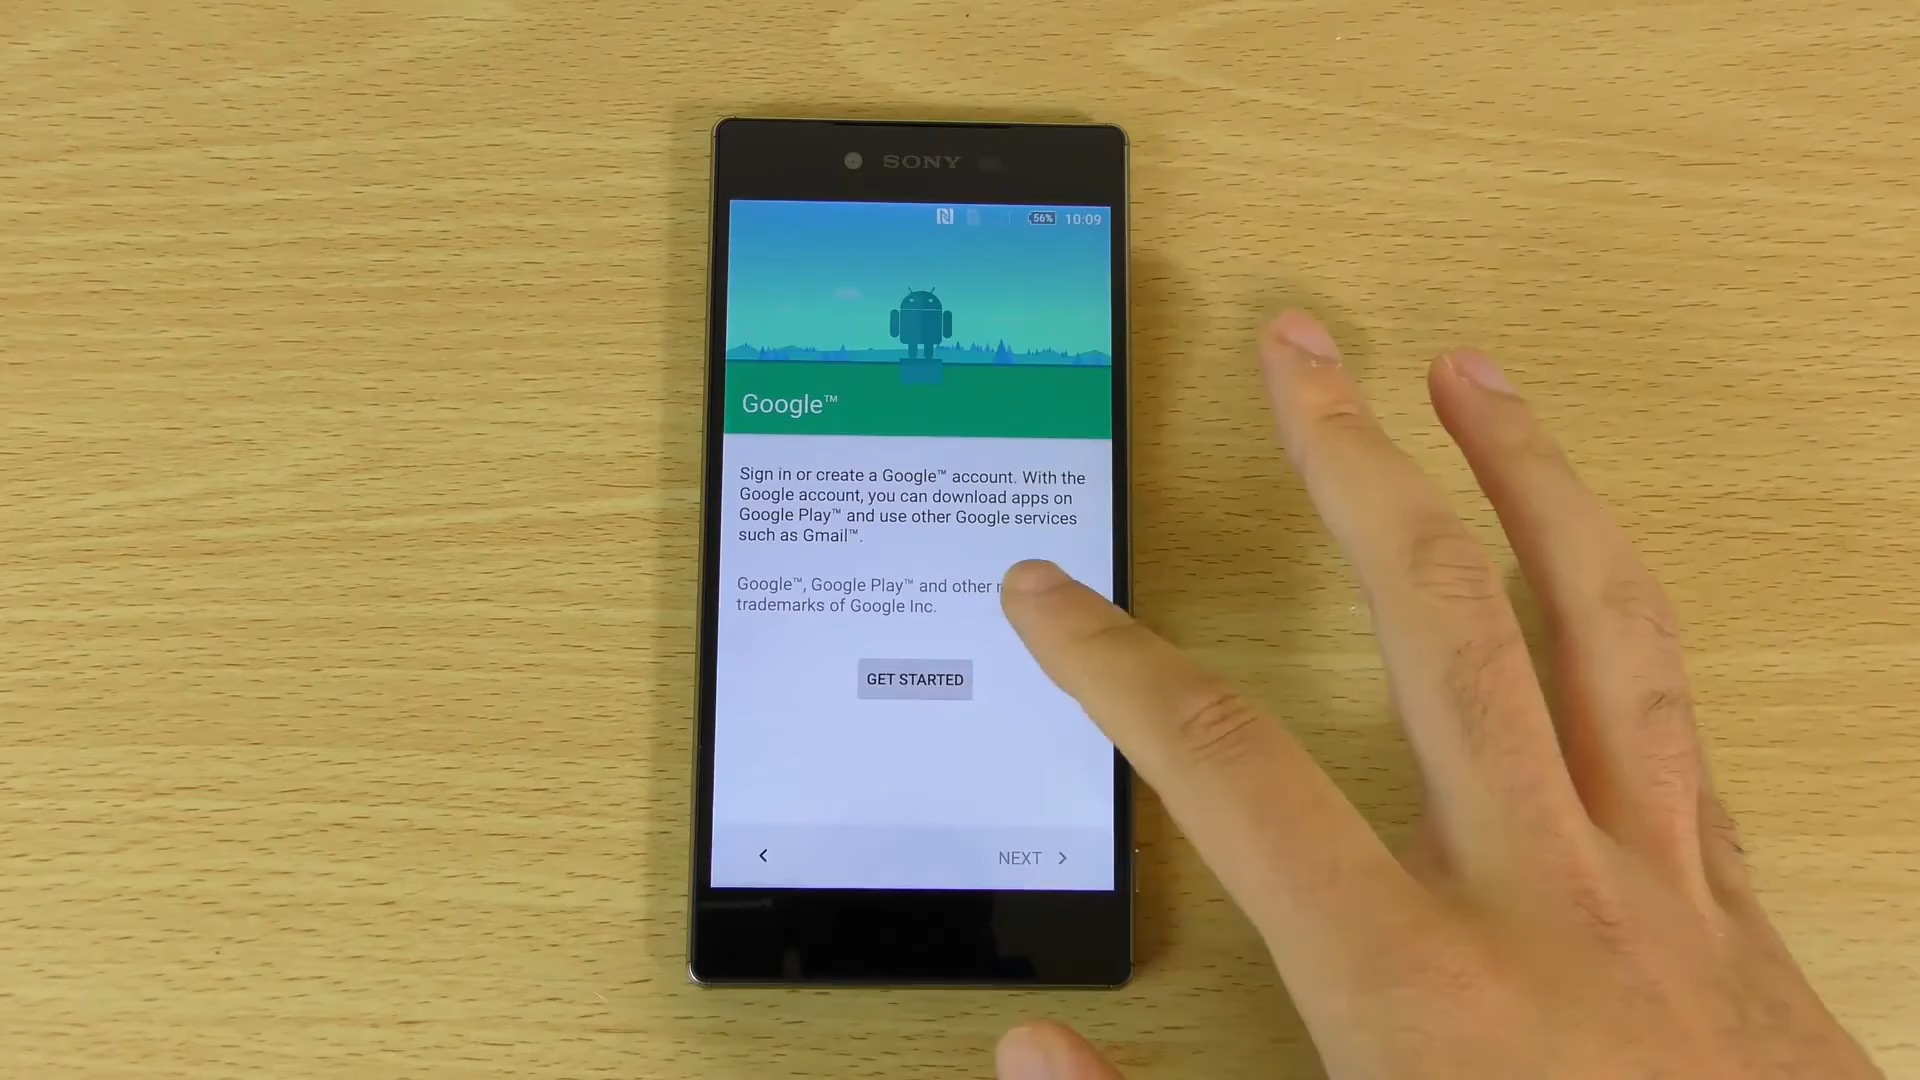 SONY
56% 10:09
Google™
Sign in or create a Google™ account. With the
Google account, you can download apps on
Google Play™ and use other Google services
such as Gmail™.
Google™, Google Play™ and other
trademarks of Google Inc.
GET STARTED
NEXT